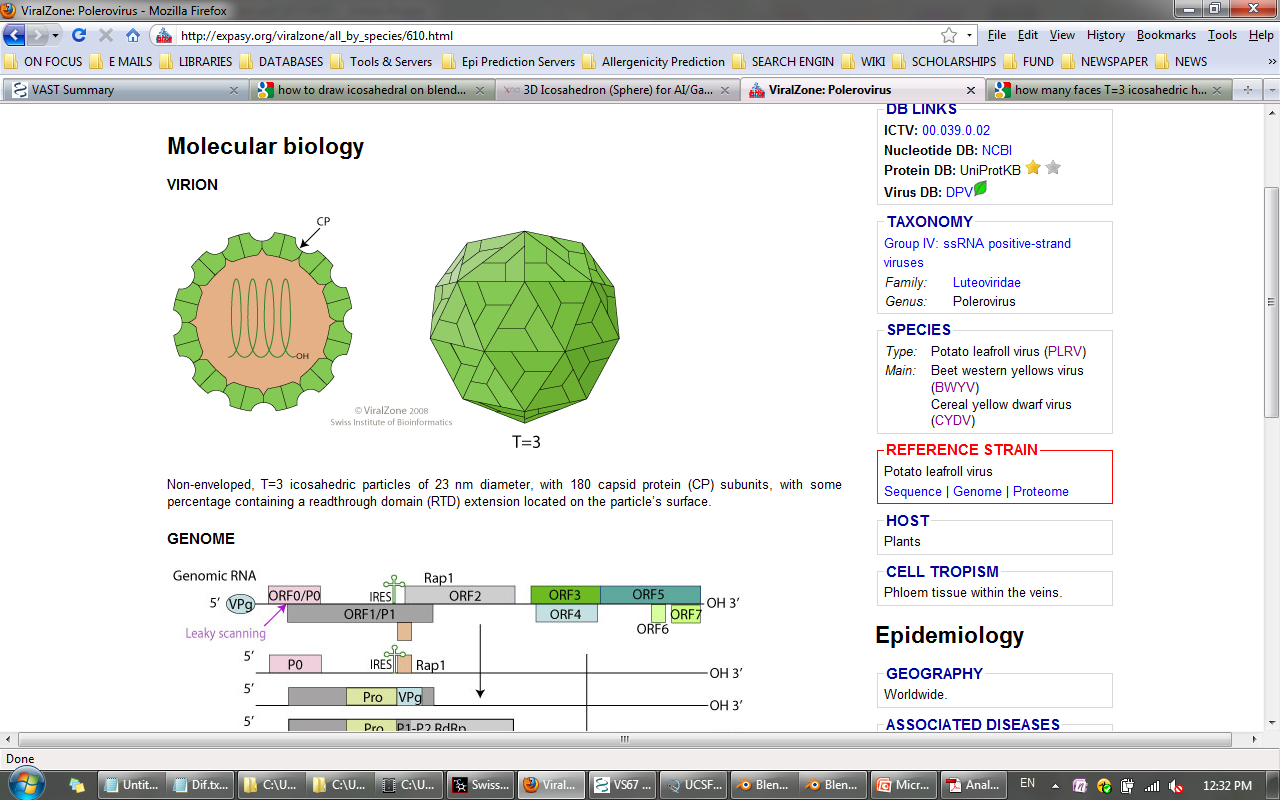 ViralZone: Polerovirus - Mozilla Firefox
http://expasy.org/viralzone/all_by_species/610.html
File Edit View History Bookmarks Tools Help
ON FOCUS E MAILS LIBRARIES DATABASES Tools & Servers Epi Prediction Servers Allergenicity Prediction SEARCH ENGIN WIKI SCHOLARSHIPS FUND NEWSPAPER NEWS »
VAST Summary how to draw icosahedral on blend... 3D Icosahedron (Sphere) for AI/Ga... ViralZone: Polerovirus how many faces T=3 icosahedric h...
Molecular biology
VIRION
CP
OH
© ViralZone 2008
Swiss Institute of Bioinformatics
T=3
Non-enveloped, T=3 icosahedric particles of 23 nm diameter, with 180 capsid protein (CP) subunits, with some
percentage containing a readthrough domain (RTD) extension located on the particle's surface.
GENOME
Genomic RNA
5' VPg ORF0/P0 IRES Rap1 ORF2 ORF3 ORF5 OH 3'
ORF1/P1 ORF4 ORF7
ORF6
Leaky scanning
5' P0 IRES Rap1 OH 3'
5' Pro VPg OH 3'
5' Pro P1-P2 RdRp
DB LINKS
ICTV: 00.039.0.02
Nucleotide DB: NCBI
Protein DB: UniProtKB
Virus DB: DPV
TAXONOMY
Group IV: ssRNA positive-strand
viruses
Family: Luteoviridae
Genus: Polerovirus
SPECIES
Type: Potato leafroll virus (PLRV)
Main: Beet western yellows virus
(BWYV)
Cereal yellow dwarf virus
(CYDV)
REFERENCE STRAIN
Potato leafroll virus
Sequence | Genome | Proteome
HOST
Plants
CELL TROPISM
Phloem tissue within the veins.
Epidemiology
GEOGRAPHY
Worldwide.
ASSOCIATED DISEASES
Done
Untit... Dif.tx... C:\U... C:\U... C:\U... Swiss... Viral... VS67 ... UCSF... Blen... Blen... Micr... Anal... EN 12:32 PM